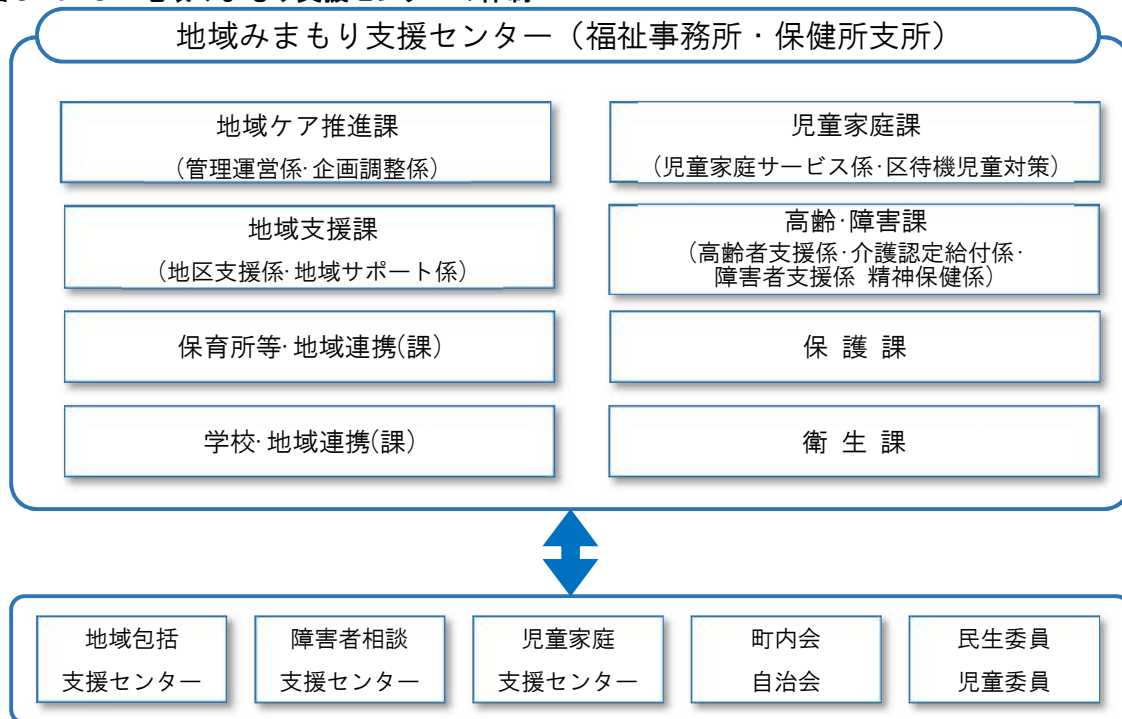 地域みまもり支援センター（福祉事務所・保健所支所）
地域ケア推進課
（管理運営係･企画調整係）
児童家庭課
（児童家庭サービス係･区待機児童対策）
地域支援課
（地区支援係･地域サポート係）
高齢･障害課
（高齢者支援係･介護認定給付係･
障害者支援係 精神保健係）
保育所等･地域連携(課)
保 護 課
学校･地域連携(課)
衛 生 課
地域包括
支援センター
障害者相談
支援センター
児童家庭
支援センター
町内会
自治会
民生委員
児童委員